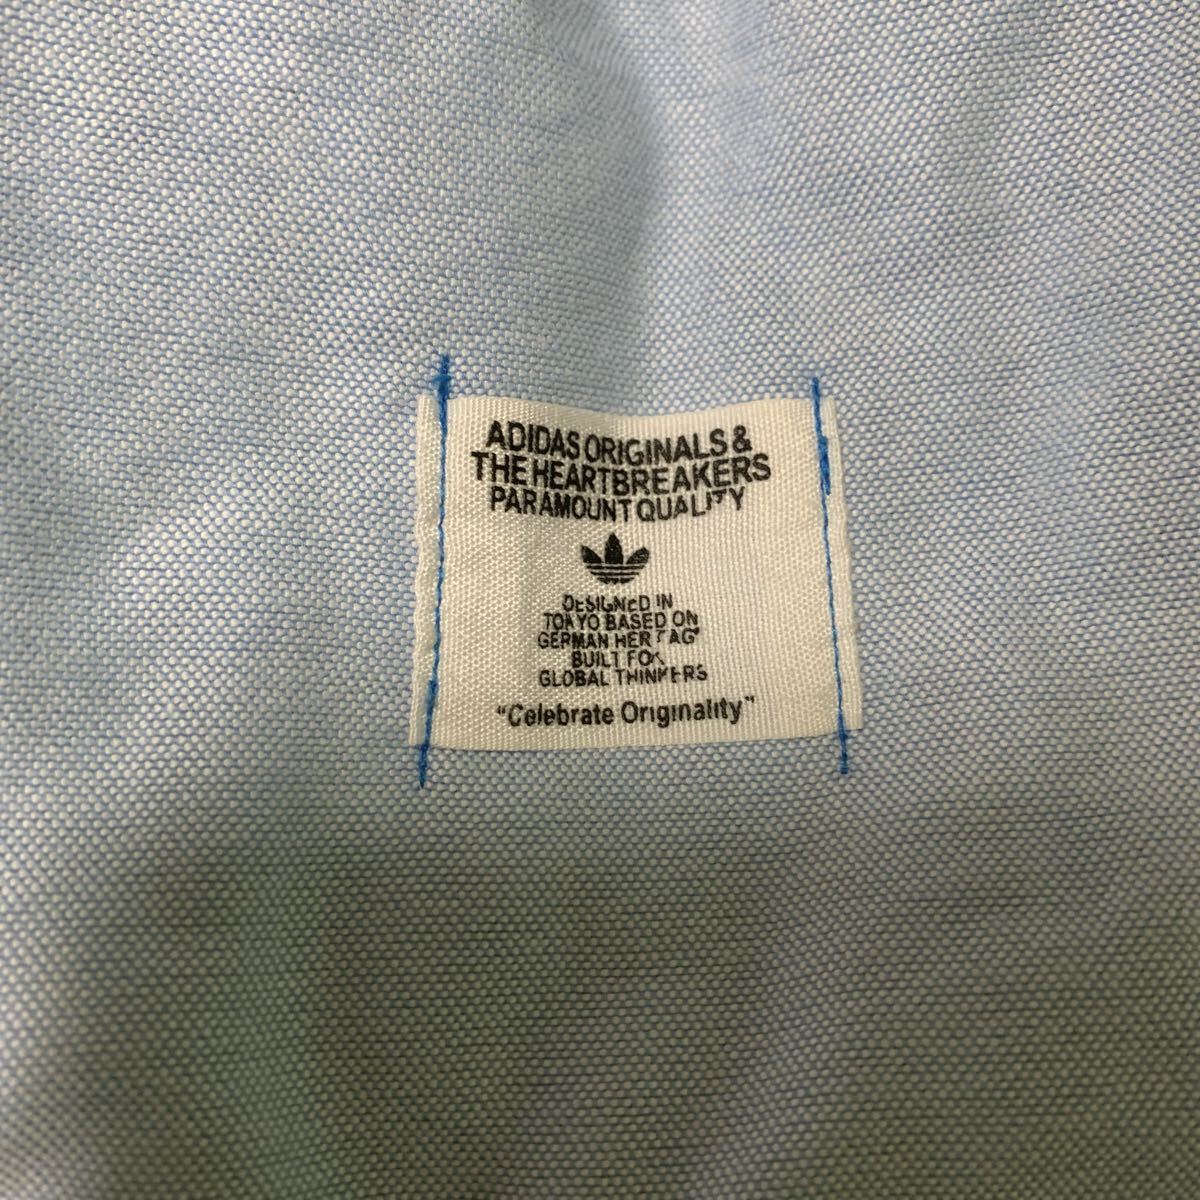 ADIDAS ORIGINALS &
THE HEARTBREAKERS
PARAMOUNT QUALITY
DESIGNED IN
TOKYO BASED ON
GERMAN HERITAGE
BUILT FOR
GLOBAL THINKERS
"Celebrate Originality"